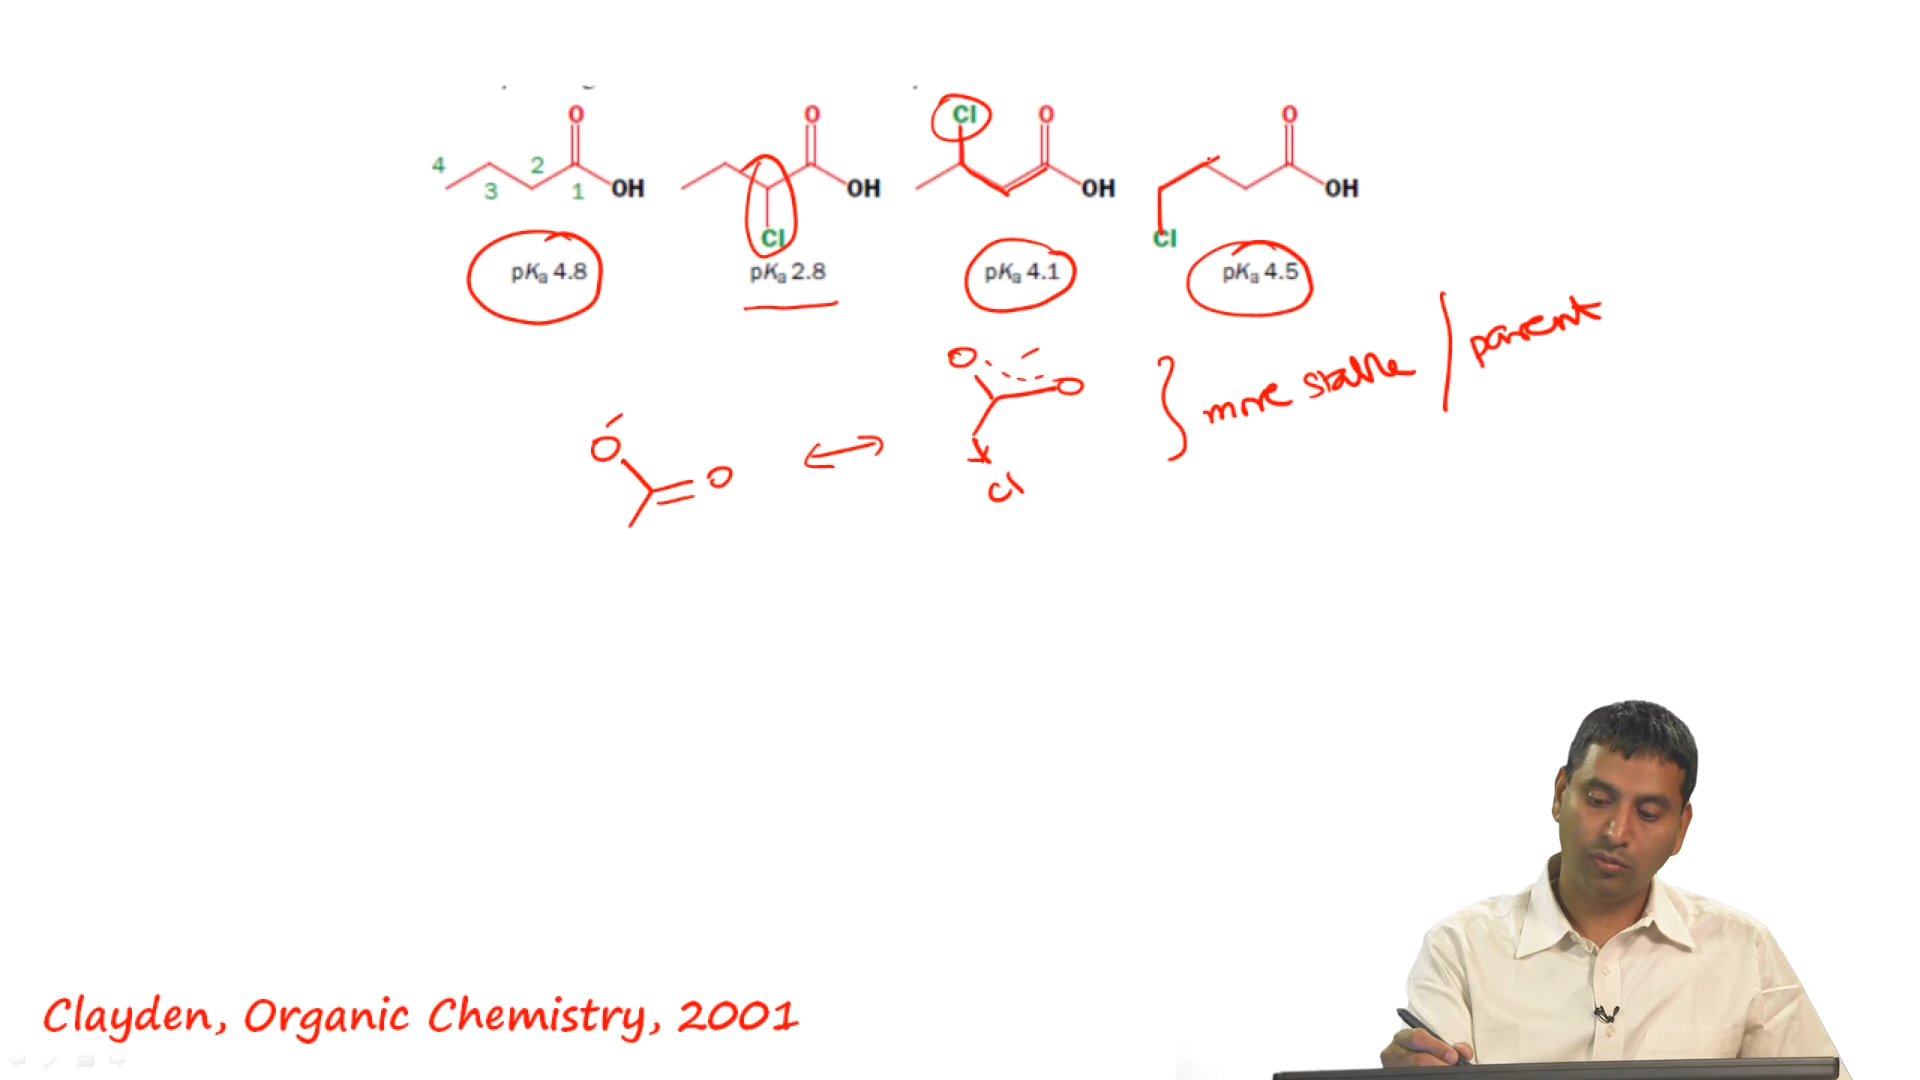 O O Cl O O
4 2 3 1 OH OH OH Cl OH
Cl Cl
pKa 4.8 pKa 2.8 pKa 4.1 pKa 4.5
more stable / parent
O O
O O
Cl
Clayden, Organic Chemistry, 2001